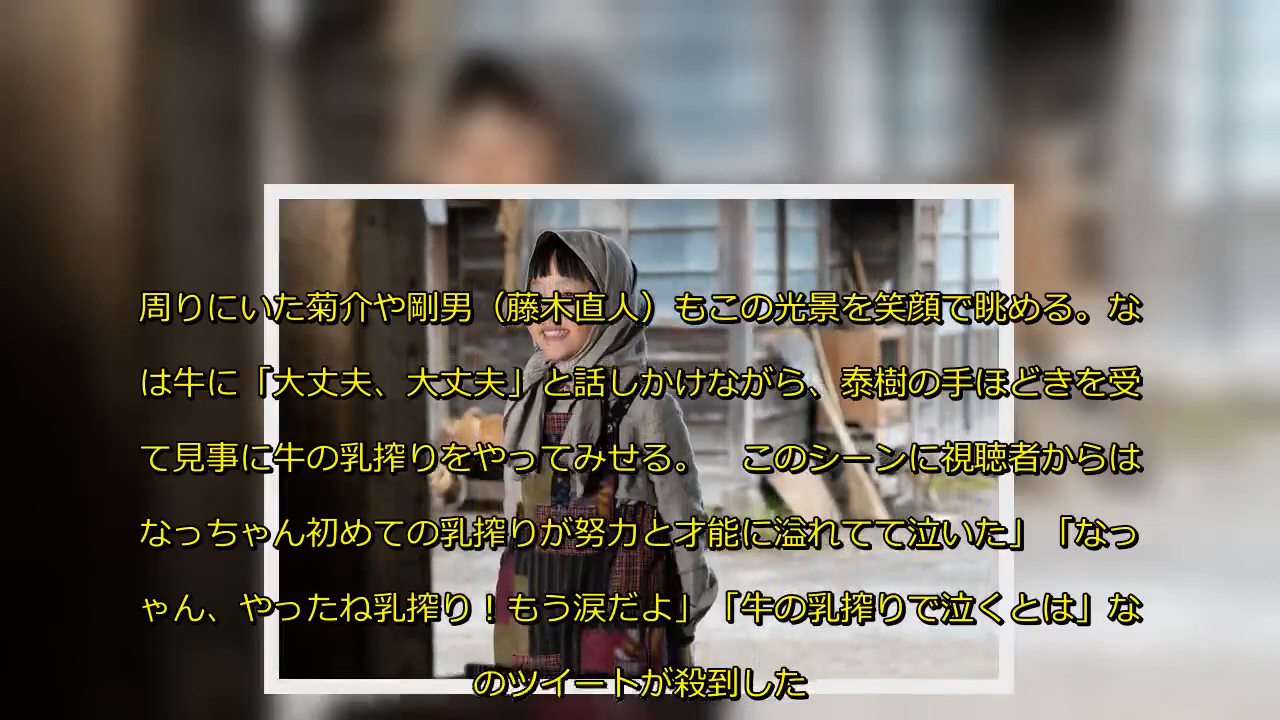 周りにいた菊介や剛男（藤木直人）もこの光景を笑顔で眺める。な
は牛に「大丈夫、大丈夫」と話しかけながら、泰樹の手ほどきを受
て見事に牛の乳搾りをやってみせる。　このシーンに視聴者からは
なっちゃん初めての乳搾りが努力と才能に溢れてて泣いた」「なっ
ゃん、やったね乳搾り！もう涙だよ」「牛の乳搾りで泣くとは」な
のツイートが殺到した